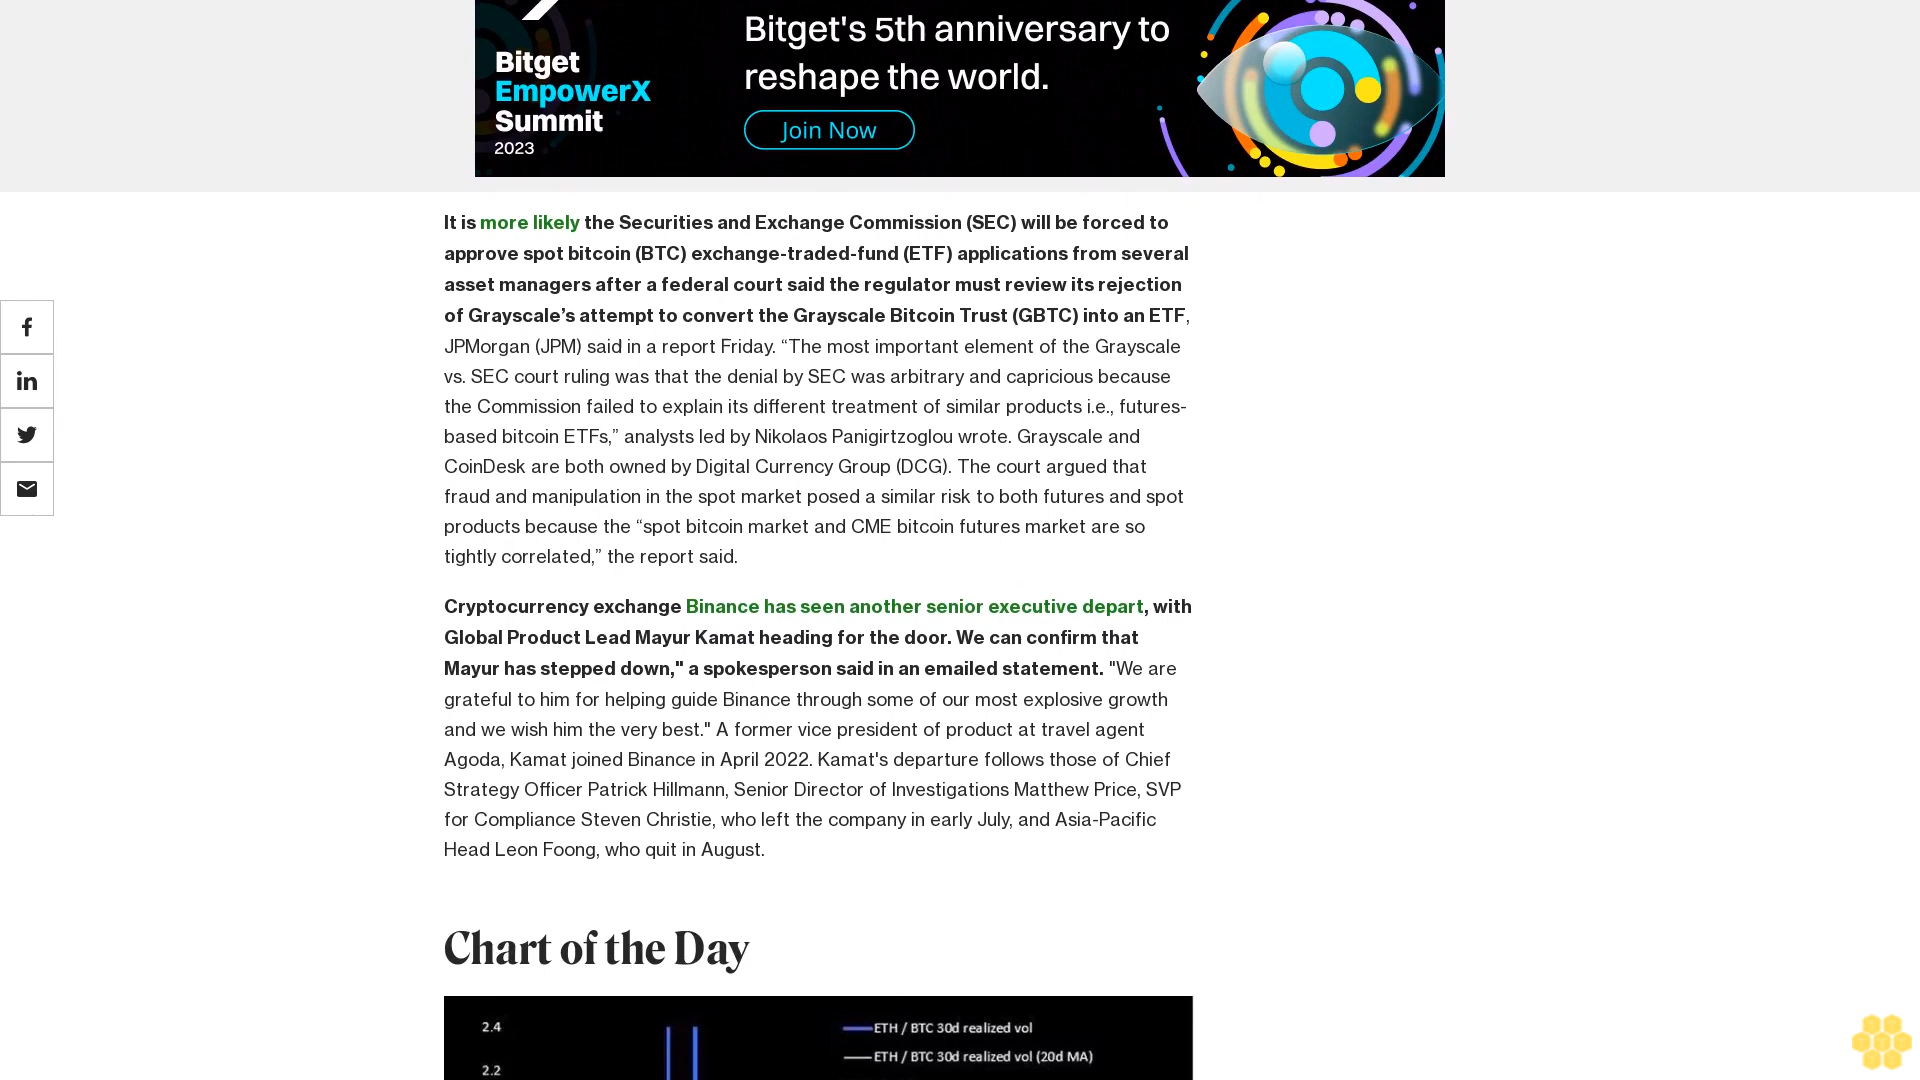 Bitget's 5th anniversary to
reshape the world.
Bitget
EmpowerX
Summit
2023
Join Now
It is more likely the Securities and Exchange Commission (SEC) will be forced to
approve spot bitcoin (BTC) exchange-traded-fund (ETF) applications from several
asset managers after a federal court said the regulator must review its rejection
of Grayscale’s attempt to convert the Grayscale Bitcoin Trust (GBTC) into an ETF,
JPMorgan (JPM) said in a report Friday. “The most important element of the Grayscale
vs. SEC court ruling was that the denial by SEC was arbitrary and capricious because
the Commission failed to explain its different treatment of similar products i.e., futures-
based bitcoin ETFs,” analysts led by Nikolaos Panigirtzoglou wrote. Grayscale and
CoinDesk are both owned by Digital Currency Group (DCG). The court argued that
fraud and manipulation in the spot market posed a similar risk to both futures and spot
products because the “spot bitcoin market and CME bitcoin futures market are so
tightly correlated,” the report said.
Cryptocurrency exchange Binance has seen another senior executive depart, with
Global Product Lead Mayur Kamat heading for the door. We can confirm that
Mayur has stepped down," a spokesperson said in an emailed statement. "We are
grateful to him for helping guide Binance through some of our most explosive growth
and we wish him the very best." A former vice president of product at travel agent
Agoda, Kamat joined Binance in April 2022. Kamat's departure follows those of Chief
Strategy Officer Patrick Hillmann, Senior Director of Investigations Matthew Price, SVP
for Compliance Steven Christie, who left the company in early July, and Asia-Pacific
Head Leon Foong, who quit in August.
Chart of the Day
2.4
ETH / BTC 30d realized vol
ETH / BTC 30d realized vol (20d MA)
2.2